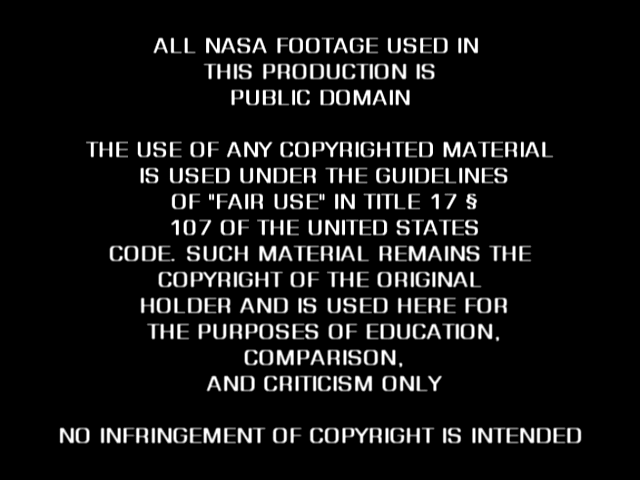 ALL NASA FOOTAGE USED IN
THIS PRODUCTION IS
PUBLIC DOMAIN
THE USE OF ANY COPYRIGHTED MATERIAL
IS USED UNDER THE GUIDELINES
OF "FAIR USE" IN TITLE 17 §
107 OF THE UNITED STATES
CODE. SUCH MATERIAL REMAINS THE
COPYRIGHT OF THE ORIGINAL
HOLDER AND IS USED HERE FOR
THE PURPOSES OF EDUCATION,
COMPARISON,
AND CRITICISM ONLY
NO INFRINGEMENT OF COPYRIGHT IS INTENDED